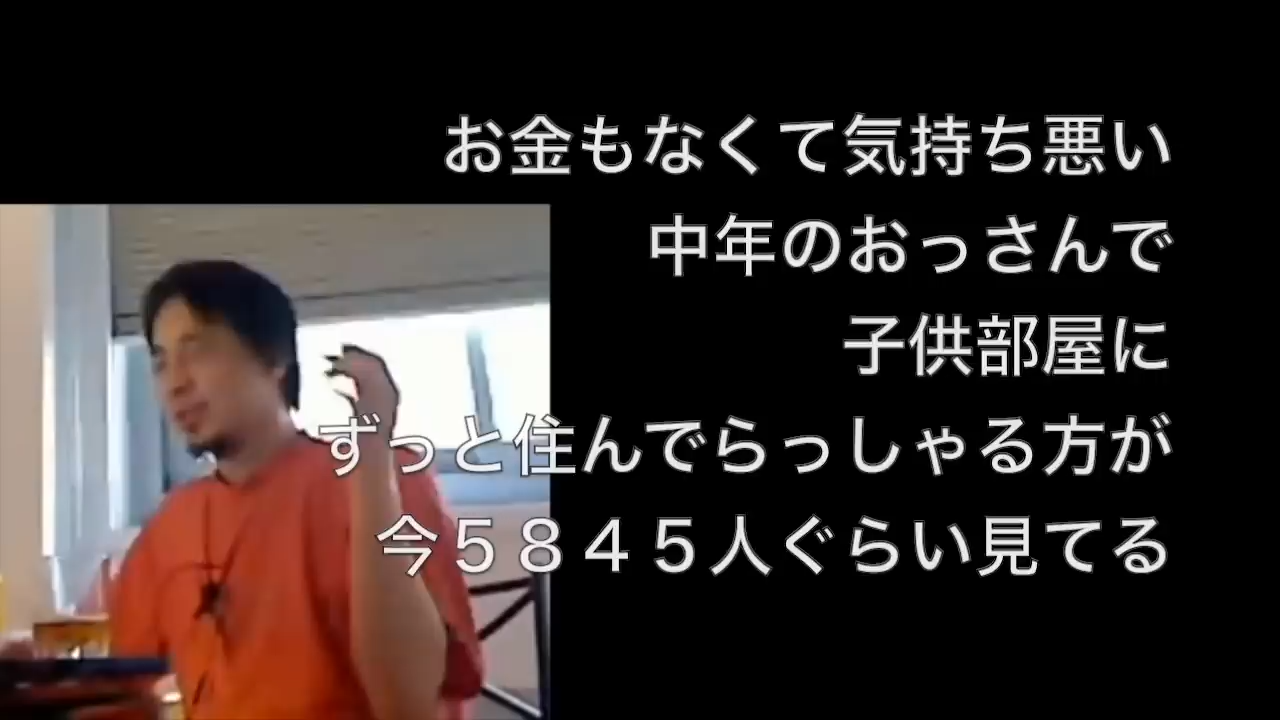 お金もなくて気持ち悪い
中年のおっさんで
子供部屋に
ずっと住んでらっしゃる方が
今５８４５人ぐらい見てる